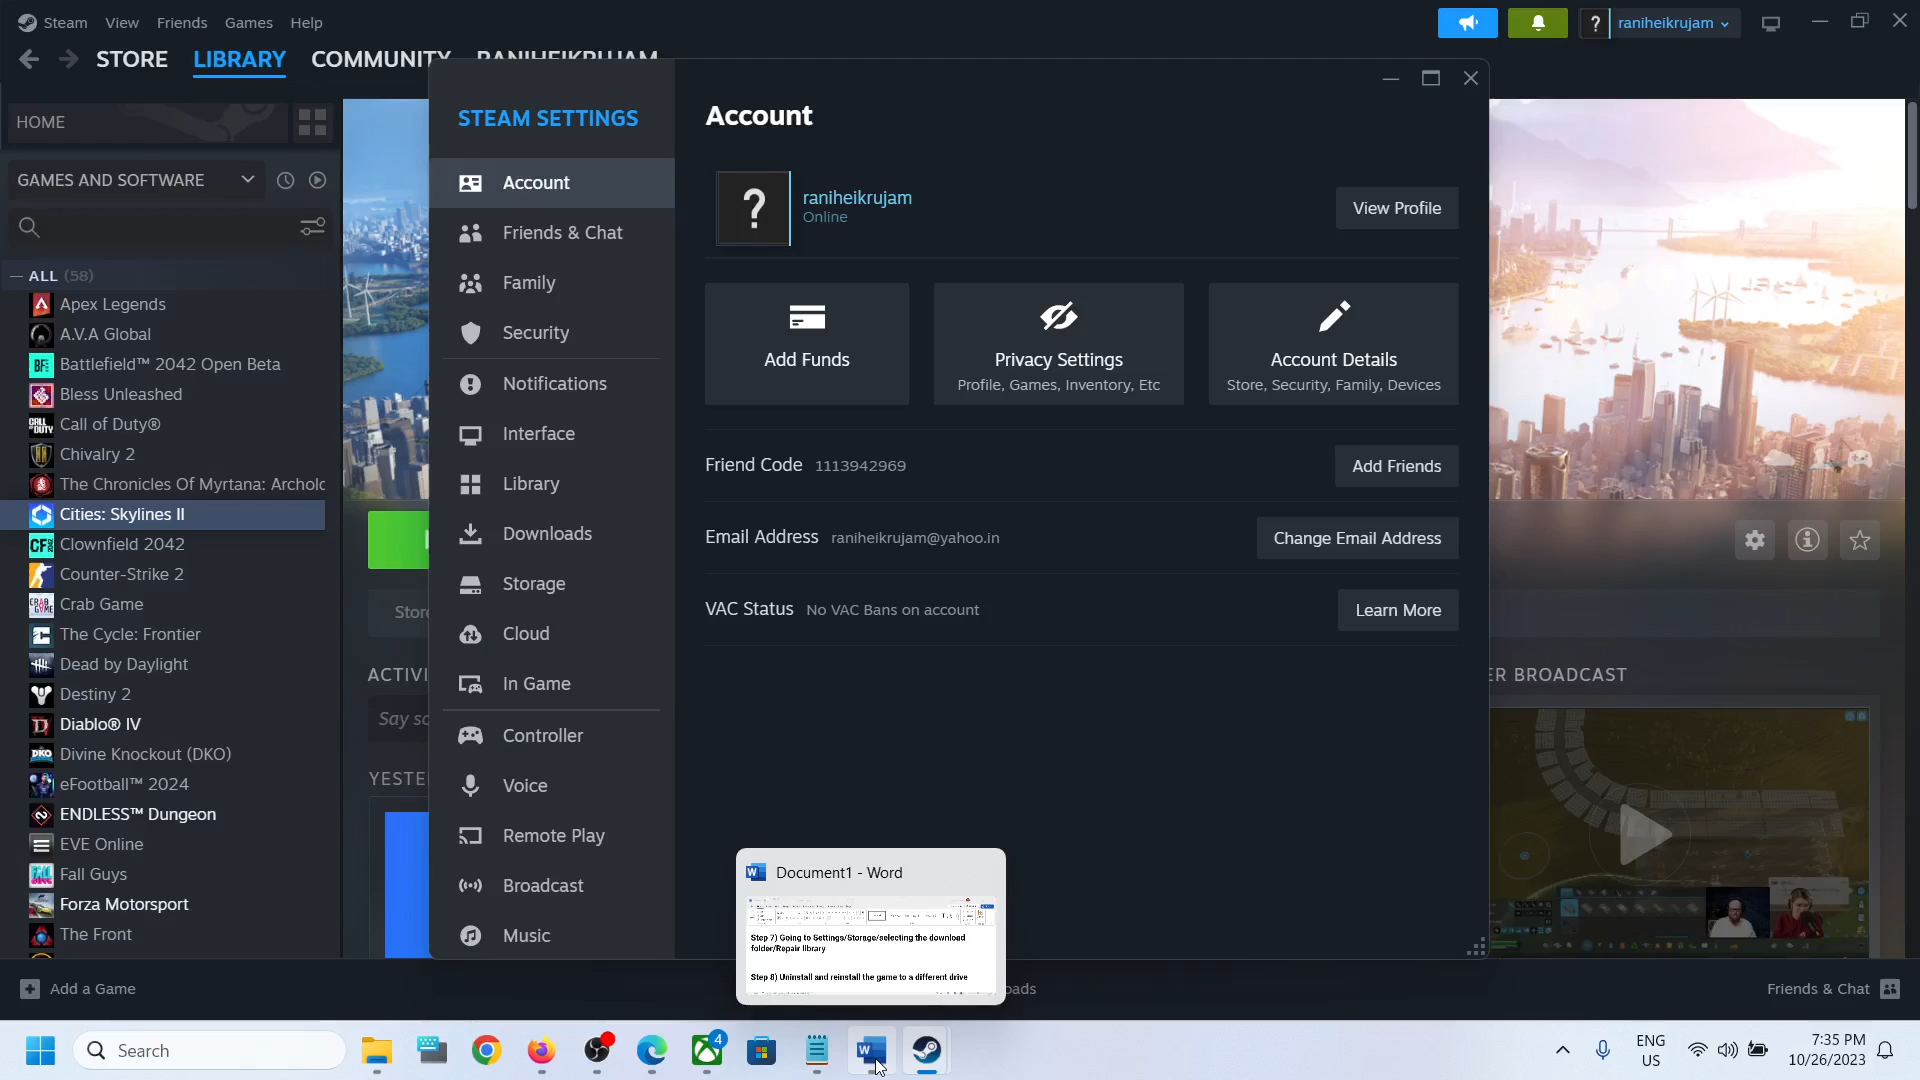 Steam View Friends Games Help
raniheikrujam
STORE LIBRARY COMMUNITY RANIHEIKRUJAM
HOME
GAMES AND SOFTWARE
ALL (58)
Apex Legends
A.V.A Global
Battlefield™ 2042 Open Beta
Bless Unleashed
Call of Duty®
Chivalry 2
The Chronicles Of Myrtana: Archolo
Cities: Skylines II
Clownfield 2042
Counter-Strike 2
Crab Game
The Cycle: Frontier
Dead by Daylight
Destiny 2
Diablo® IV
Divine Knockout (DKO)
eFootball™ 2024
ENDLESS™ Dungeon
EVE Online
Fall Guys
Forza Motorsport
The Front
Add a Game
Store
ACTIVI
Say so
YESTE
STEAM SETTINGS
Account
Friends & Chat
Family
Security
Notifications
Interface
Library
Downloads
Storage
Cloud
In Game
Controller
Voice
Remote Play
Broadcast
Music
Account
raniheikrujam
Online
View Profile
Add Funds
Privacy Settings
Profile, Games, Inventory, Etc
Account Details
Store, Security, Family, Devices
Friend Code 1113942969
Add Friends
Email Address raniheikrujam@yahoo.in
Change Email Address
VAC Status No VAC Bans on account
Learn More
ER BROADCAST
Document1 - Word
Step 7) Going to Settings/Storage/selecting the download
folder/Repair library
Step 8) Uninstall and reinstall the game to a different drive
oads
Friends & Chat
Search
4
ENG
US
7:35 PM
10/26/2023